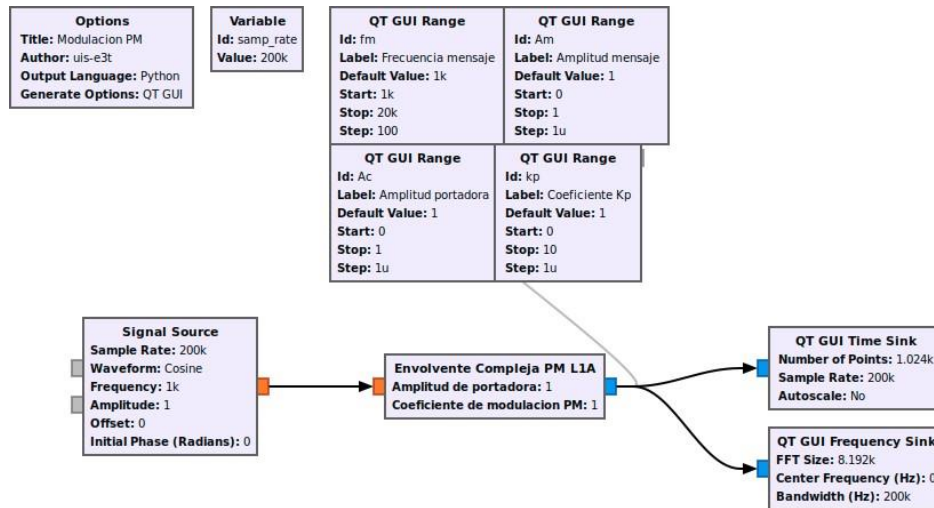 Options
Title: Modulacion PM
Author: uis-e3t
Output Language: Python
Generate Options: QT GUI
Variable
Id: samp_rate
Value: 200k
QT GUI Range
Id: fm
Label: Frecuencia mensaje
Default Value: 1k
Start: 1k
Stop: 20k
Step: 100
QT GUI Range
Id: Am
Label: Amplitud mensaje
Default Value: 1
Start: 0
Stop: 1
Step: 1u
QT GUI Range
Id: Ac
Label: Amplitud portadora
Default Value: 1
Start: 0
Stop: 1
Step: 1u
QT GUI Range
Id: kp
Label: Coeficiente Kp
Default Value: 1
Start: 0
Stop: 10
Step: 1u
Signal Source
Sample Rate: 200k
Waveform: Cosine
Frequency: 1k
Amplitude: 1
Offset: 0
Initial Phase (Radians): 0
Envolvente Compleja PM L1A
Amplitud de portadora: 1
Coeficiente de modulacion PM: 1
QT GUI Time Sink
Number of Points: 1.024k
Sample Rate: 200k
Autoscale: No
QT GUI Frequency Sink
FFT Size: 8.192k
Center Frequency (Hz): 0
Bandwidth (Hz): 200k